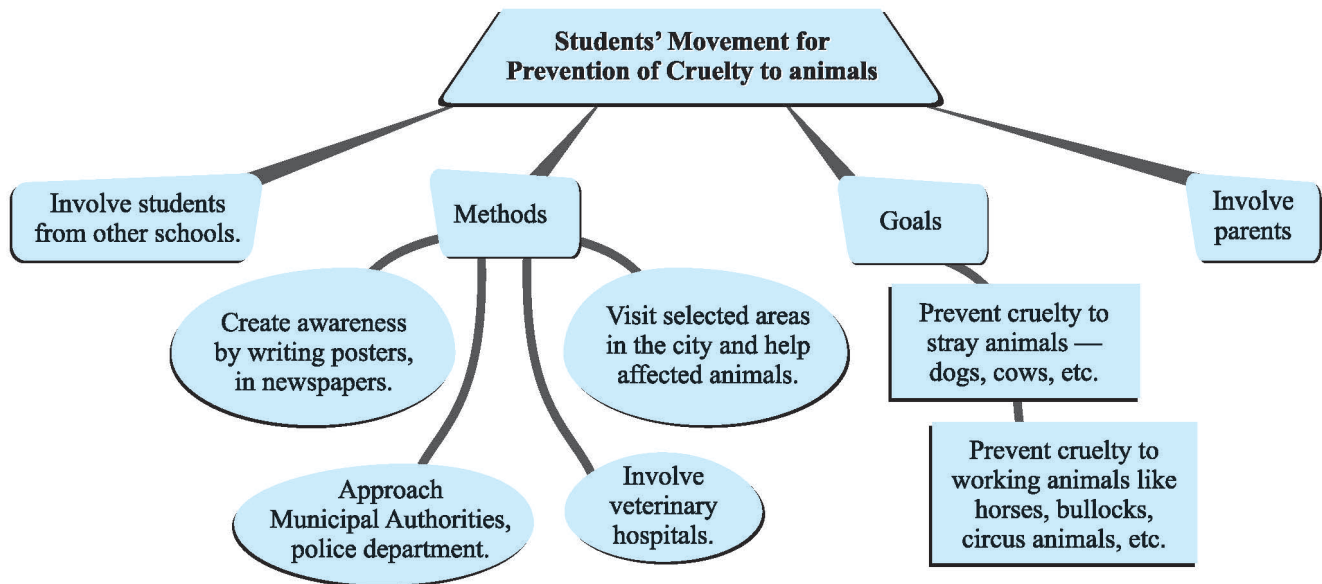 Students’ Movement for
Prevention of Cruelty to animals
Involve students
from other schools.
Methods
Goals
Involve
parents
Create awareness
by writing posters,
in newspapers.
Visit selected areas
in the city and help
affected animals.
Approach
Municipal Authorities,
police department.
Involve
veterinary
hospitals.
Prevent cruelty to
stray animals —
dogs, cows, etc.
Prevent cruelty to
working animals like
horses, bullocks,
circus animals, etc.